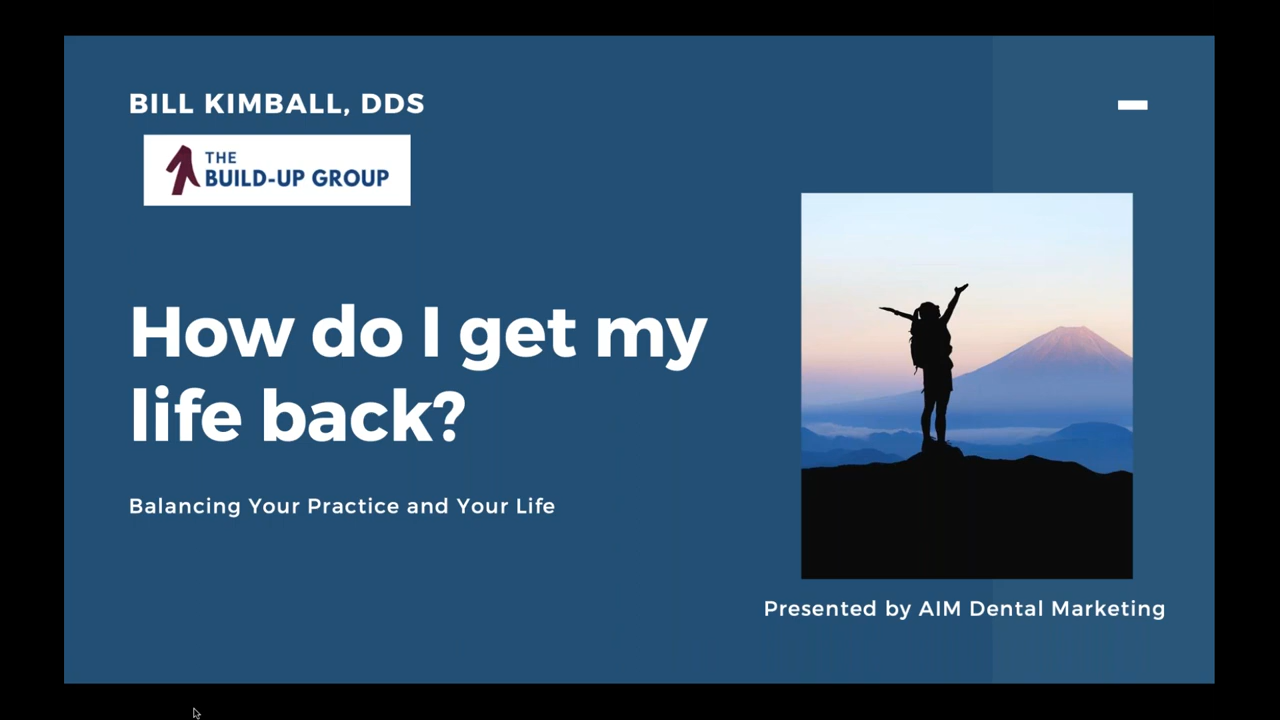 BILL KIMBALL, DDS
THE
BUILD-UP GROUP
How do I get my
life back?
Balancing Your Practice and Your Life
Presented by AIM Dental Marketing